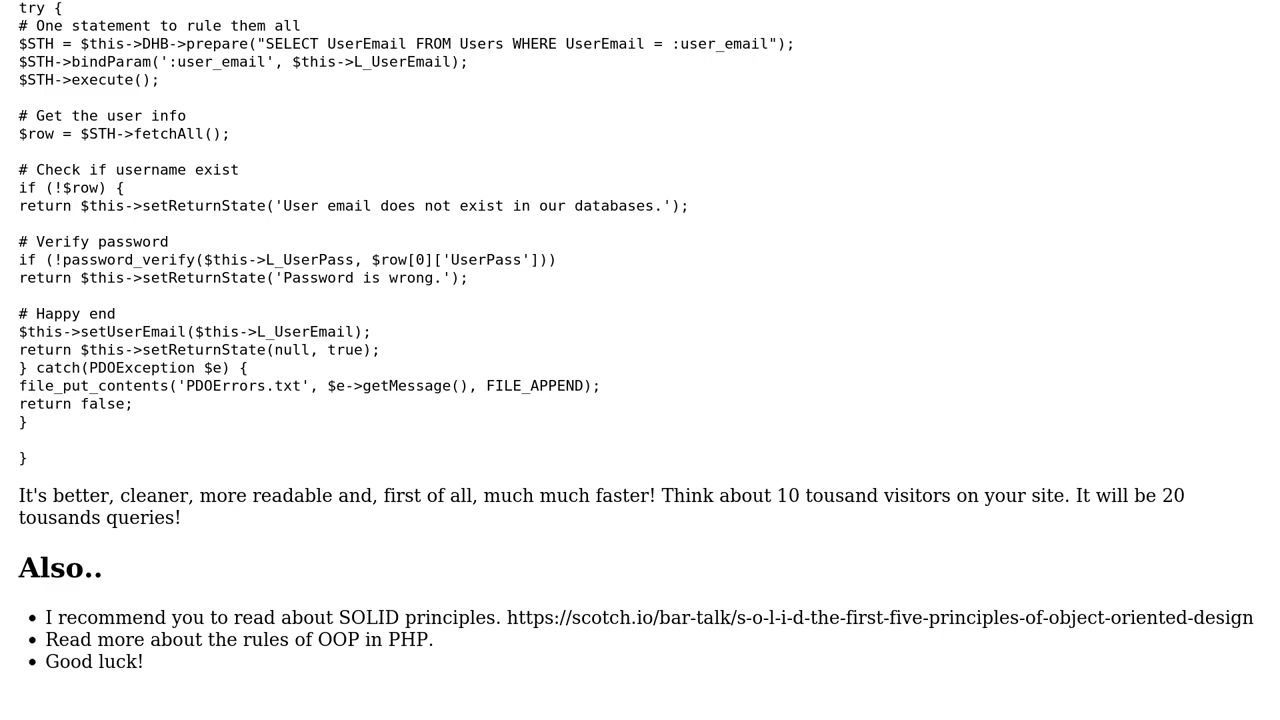 try {
# One statement to rule them all
$STH = $this->DHB->prepare("SELECT UserEmail FROM Users WHERE UserEmail = :user_email");
$STH->bindParam(':user_email', $this->L_UserEmail);
$STH->execute();

# Get the user info
$row = $STH->fetchAll();

# Check if username exist
if (!$row) {
return $this->setReturnState('User email does not exist in our databases.');

# Verify password
if (!password_verify($this->L_UserPass, $row[0]['UserPass']))
return $this->setReturnState('Password is wrong.');

# Happy end
$this->setUserEmail($this->L_UserEmail);
return $this->setReturnState(null, true);
} catch(PDOException $e) {
file_put_contents('PDOErrors.txt', $e->getMessage(), FILE_APPEND);
return false;
}

}

It's better, cleaner, more readable and, first of all, much much faster! Think about 10 tousand visitors on your site. It will be 20
tousands queries!

Also..

• I recommend you to read about SOLID principles. https://scotch.io/bar-talk/s-o-l-i-d-the-first-five-principles-of-object-oriented-design
• Read more about the rules of OOP in PHP.
• Good luck!